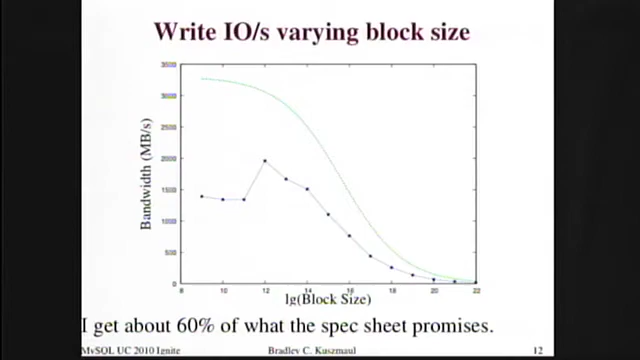 Write IO/s varying block size
Bandwidth (MB/s)
3500
3000
2500
2000
1500
1000
500
0
8 10 12 14 16 18 20 22
lg(Block Size)
I get about 60% of what the spec sheet promises.
MySQL UC 2010 Ignite Bradley C. Kuszmaul 12